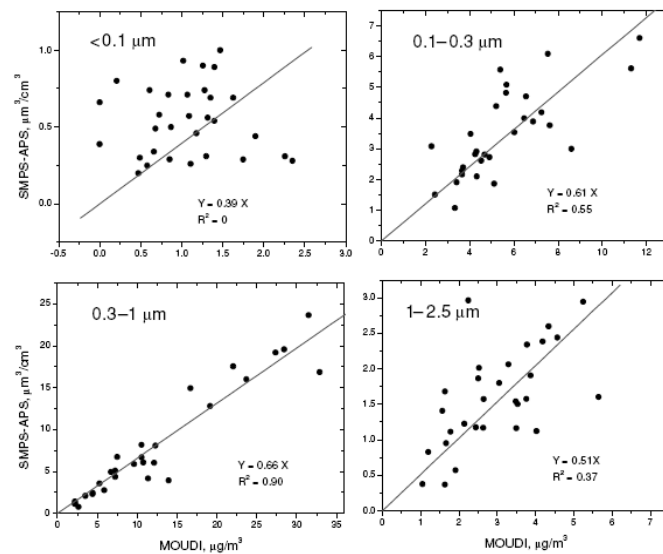 <0.1 μm
SMPS-APS, μm³/cm³
1.0
0.5
0.0
Y = 0.39 X
R² = 0
-0.5 0.0 0.5 1.0 1.5 2.0 2.5 3.0
0.1–0.3 μm
7
6
5
4
3
2
1
0
Y = 0.61 X
R² = 0.55
0 2 4 6 8 10 12
0.3–1 μm
SMPS-APS, μm³/cm³
25
20
15
10
5
0
Y = 0.66 X
R² = 0.90
0 5 10 15 20 25 30 35
MOUDI, μg/m³
1–2.5 μm
3.0
2.5
2.0
1.5
1.0
0.5
0.0
Y = 0.51X
R² = 0.37
0 1 2 3 4 5 6 7
MOUDI, μg/m³